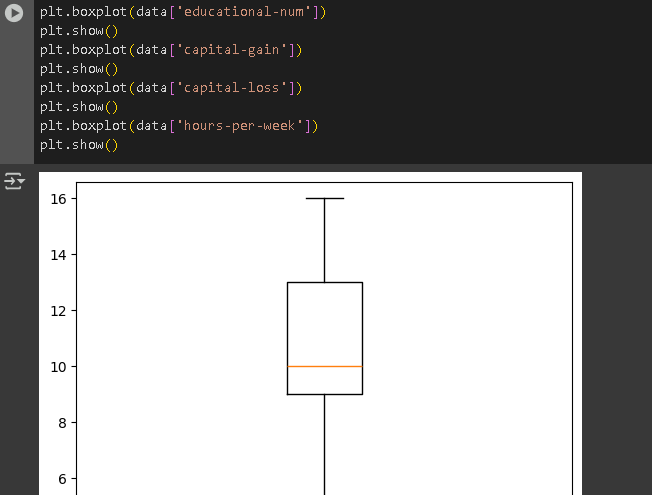 plt.boxplot(data['educational-num'])
plt.show()
plt.boxplot(data['capital-gain'])
plt.show()
plt.boxplot(data['capital-loss'])
plt.show()
plt.boxplot(data['hours-per-week'])
plt.show()
16
14
12
10
8
6